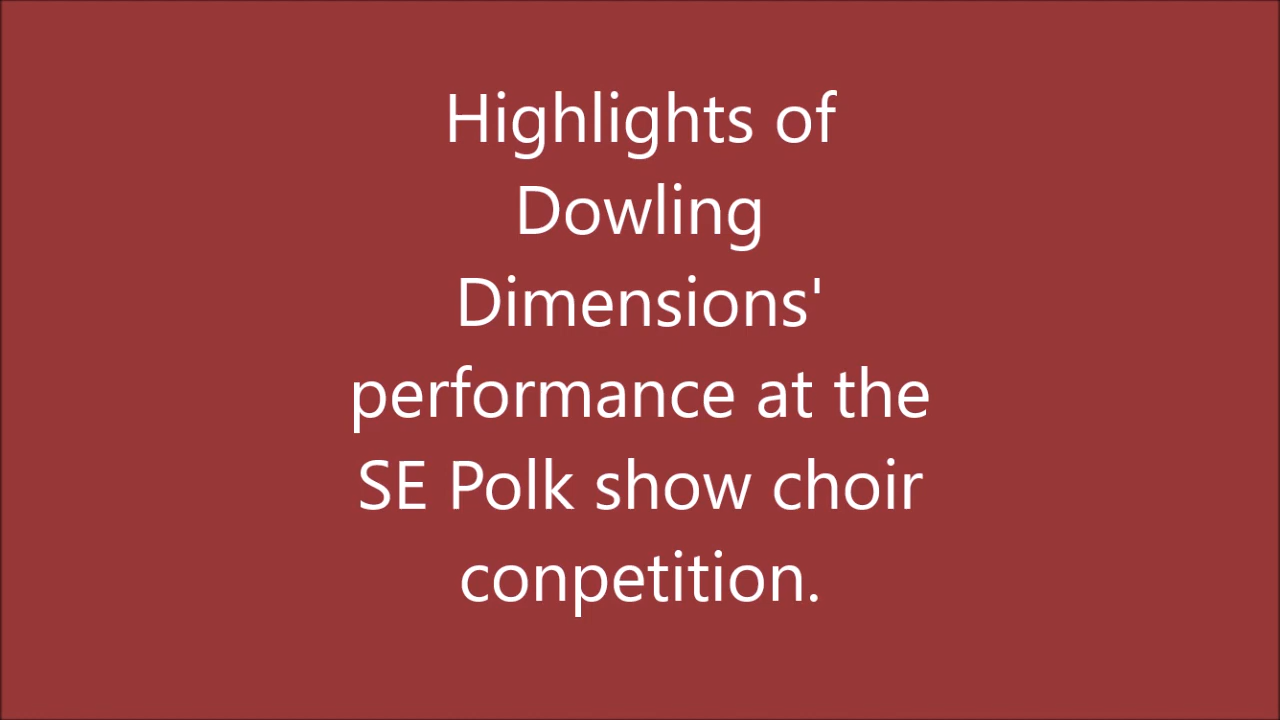 Highlights of
Dowling
Dimensions'
performance at the
SE Polk show choir
conpetition.